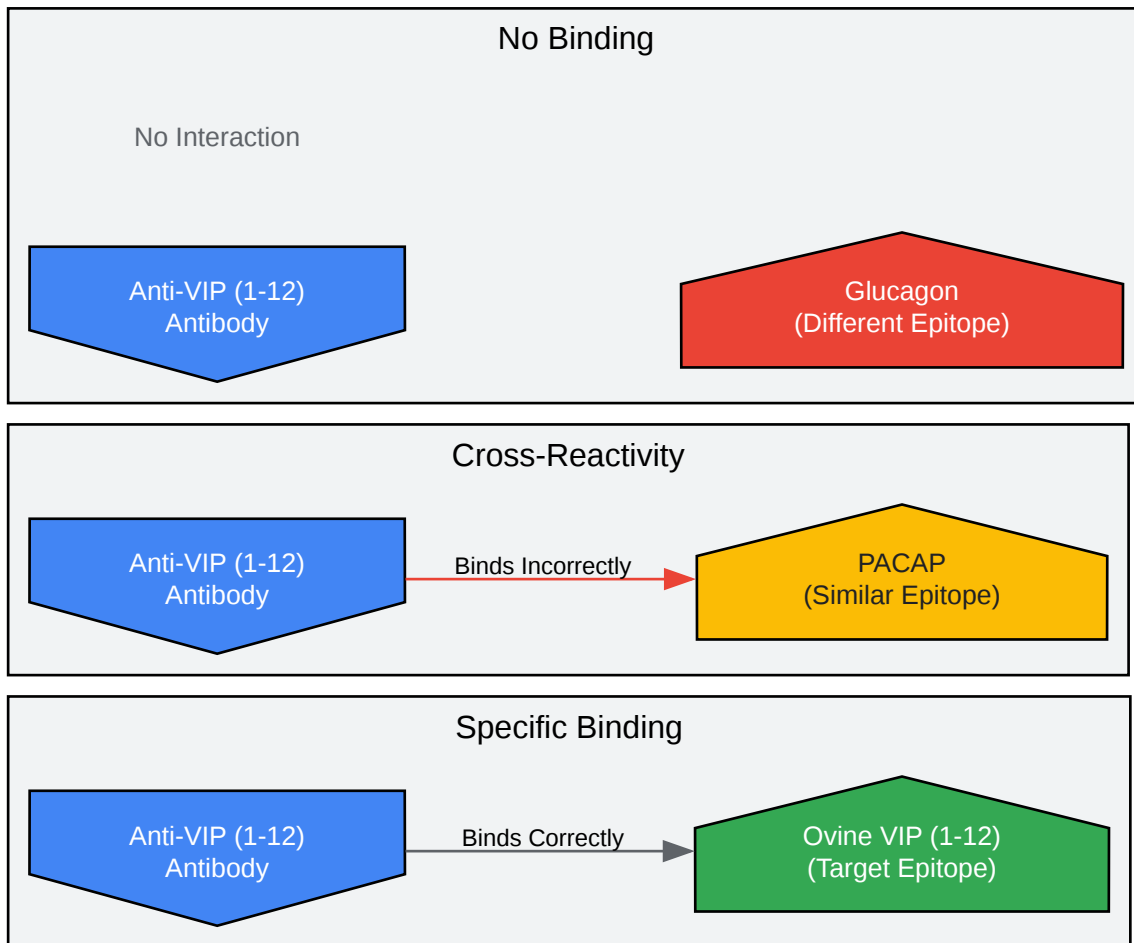 No Binding
No Interaction
Anti-VIP (1-12)
Antibody
Glucagon
(Different Epitope)
Cross-Reactivity
Anti-VIP (1-12)
Antibody
Binds Incorrectly
PACAP
(Similar Epitope)
Specific Binding
Anti-VIP (1-12)
Antibody
Binds Correctly
Ovine VIP (1-12)
(Target Epitope)